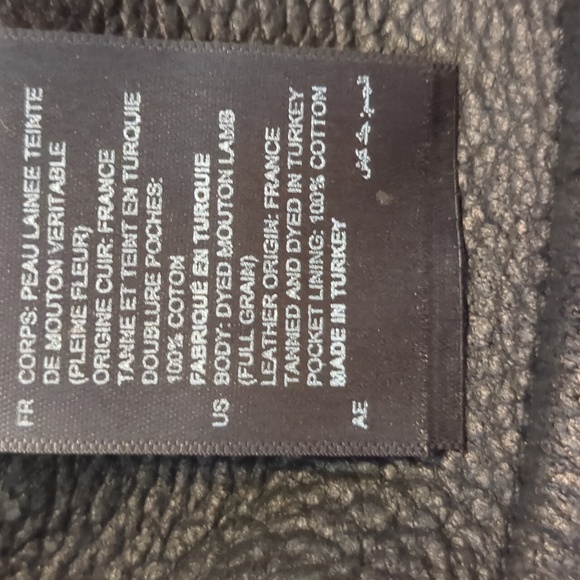 FR CORPS: PEAU LAINEE TEINTE
DE MOUTON VERITABLE
(PLEINE FLEUR)
ORIGINE CUIR: FRANCE
TANNE ET TEINT EN TURQUIE
DOUBLURE POCHES:
100% COTON
FABRIQUÉ EN TURQUIE
US BODY: DYED MOUTON LAMB
(FULL GRAIN)
LEATHER ORIGIN: FRANCE
TANNED AND DYED IN TURKEY
POCKET LINING: 100% COTTON
MADE IN TURKEY
AE